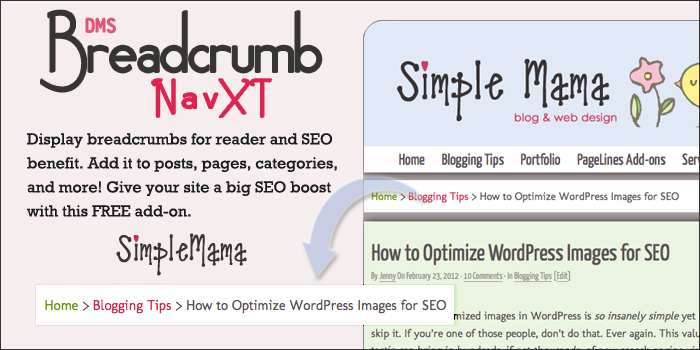 DMS
Breadcrumb
NavXT
Display breadcrumbs for reader and SEO
benefit. Add it to posts, pages, categories,
and more! Give your site a big SEO boost
with this FREE add-on.
SimpleMama
Home > Blogging Tips > How to Optimize WordPress Images for SEO
Simple Mama
blog & web design
Home Blogging Tips Portfolio PageLines Add-ons Ser
Home > Blogging Tips > How to Optimize WordPress Images for SEO
How to Optimize WordPress Images for SEO
By Jenny On February 23, 2012 · 10 Comments · In Blogging Tips [Edit]
mized images in WordPress is so insanely simple yet
skip it. If you're one of those people, don't do that. Ever again. This valu